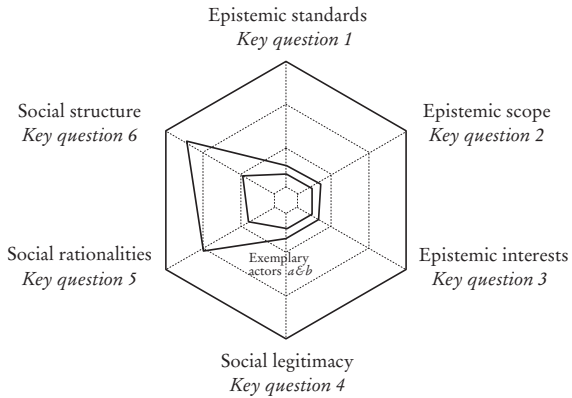 Epistemic standards
Key question 1
Social structure
Key question 6
Epistemic scope
Key question 2
Social rationalities
Key question 5
Exemplary
actors a&b
Epistemic interests
Key question 3
Social legitimacy
Key question 4